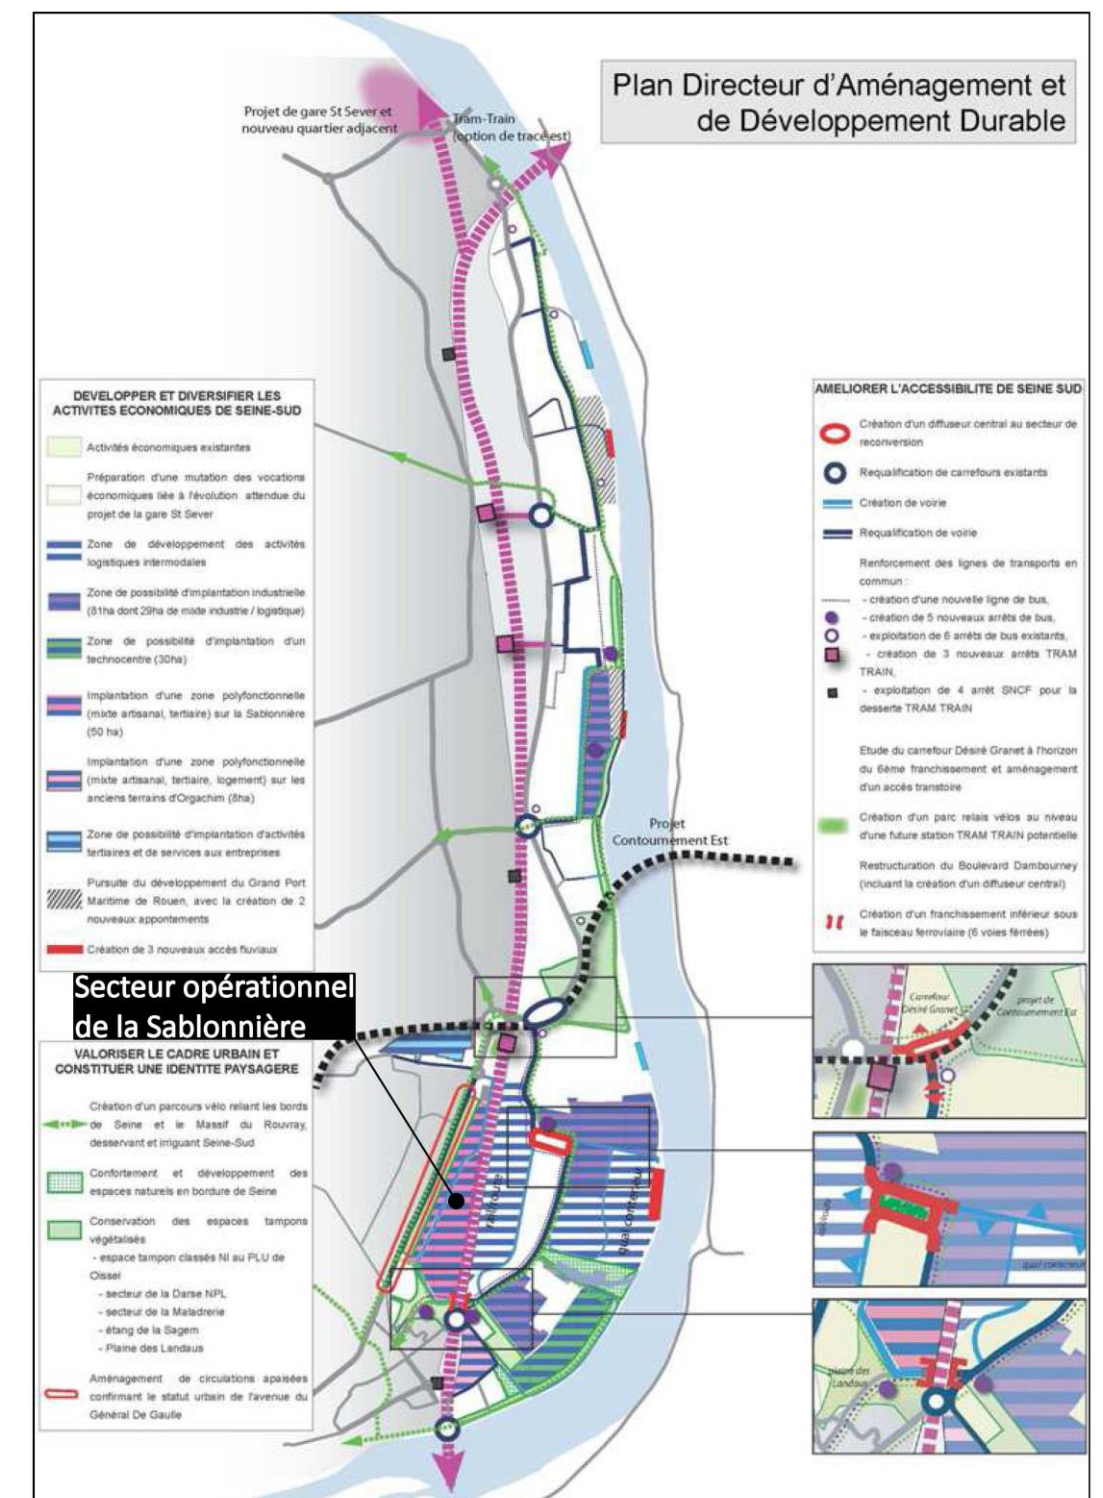 Plan Directeur d'Aménagement et
de Développement Durable
Projet de gare St Sever et
nouveau quartier adjacent
Tram-Train
(option de tracé est)
DEVELOPPER ET DIVERSIFIER LES
ACTIVITES ECONOMIQUES DE SEINE-SUD
Activités économiques existantes
Préparation d'une mutation des vocations
économiques liée à l'évolution attendue du
projet de la gare St Sever
Zone de développement des activités
logistiques intermodales
Zone de possibilité d'implantation industrielle
(81ha dont 29ha de mixte industrie / logistique)
Zone de possibilité d'implantation d'un
technocentre (30ha)
Implantation d'une zone polyfonctionnelle
(mixte artisanal, tertiaire) sur la Sablonnière
(50 ha)
Implantation d'une zone polyfonctionnelle
(mixte artisanal, tertiaire, logement) sur les
anciens terrains d'Orgachim (8ha)
Zone de possibilité d'implantation d'activités
tertiaires et de services aux entreprises
Pursuite du développement du Grand Port
Maritime de Rouen, avec la création de 2
nouveaux appontements
Création de 3 nouveaux accès fluviaux
AMELIORER L'ACCESSIBILITE DE SEINE SUD
Création d'un diffuseur central au secteur de
reconversion
Requalification de carrefours existants
Création de voirie
Requalification de voirie
Renforcement des lignes de transports en
commun :
- création d'une nouvelle ligne de bus,
- création de 5 nouveaux arrêts de bus,
- exploitation de 6 arrêts de bus existants,
- création de 3 nouveaux arrêts TRAM
TRAIN,
- exploitation de 4 arrêt SNCF pour la
desserte TRAM TRAIN
Etude du carrefour Désiré Granet à l'horizon
du 6ème franchissement et aménagement
d'un accès transtoire
Création d'un parc relais vélos au niveau
d'une future station TRAM TRAIN potentielle
Restructuration du Boulevard Dambourney
(incluant la création d'un diffuseur central)
Création d'un franchissement inférieur sous
le faisceau ferroviaire (6 voies férrées)
Projet
Contournement Est
Secteur opérationnel
de la Sablonnière
VALORISER LE CADRE URBAIN ET
CONSTITUER UNE IDENTITE PAYSAGERE
Création d'un parcours vélo reliant les bords
de Seine et le Massif du Rouvray,
desservant et irriguant Seine-Sud
Confortement et développement des
espaces naturels en bordure de Seine
Conservation des espaces tampons
végétalisés
- espace tampon classés NI au PLU de
Oissel
- secteur de la Darse NPL
- secteur de la Maladrerie
- étang de la Sagem
- Plaine des Landaus
Aménagement de circulations apaisées
confirmant le statut urbain de l'avenue du
Général De Gaulle
rail/route
quai conteneur
Carrefour
Désiré Granet
projet de
Contournement Est
rail/route
quai conteneur
plaine des
Landaus